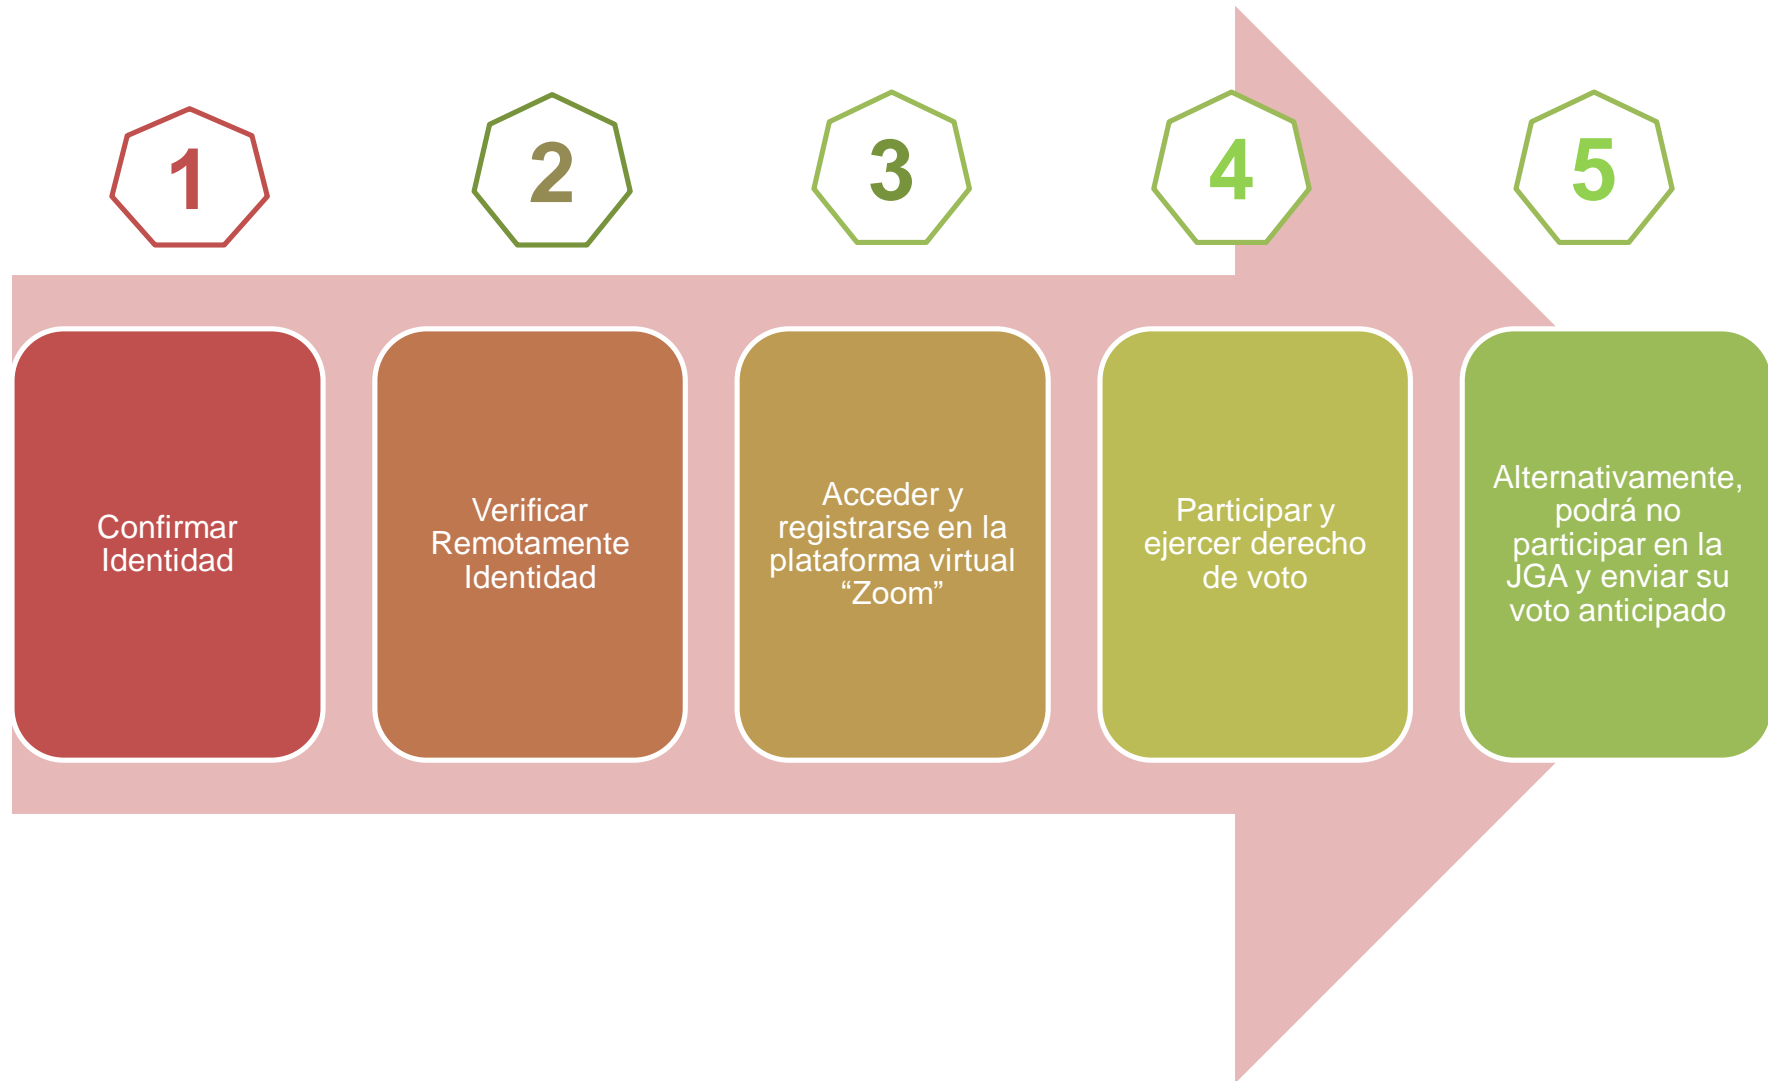 1
2
3
4
5
Confirmar
Identidad
Verificar
Remotamente
Identidad
Acceder y
registrarse en la
plataforma virtual
“Zoom”
Participar y
ejercer derecho
de voto
Alternativamente,
podrá no
participar en la
JGA y enviar su
voto anticipado